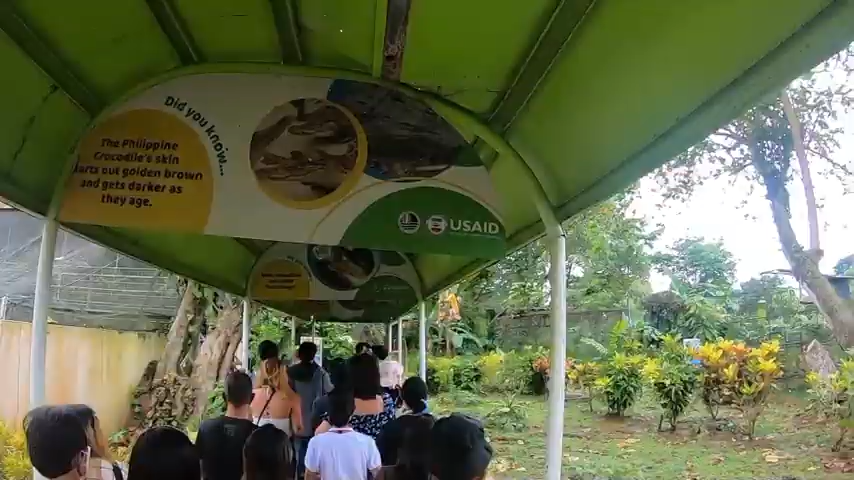 Did you know...
The Philippine
Crocodile's skin
starts out golden brown
and gets darker as
they age.
USAID